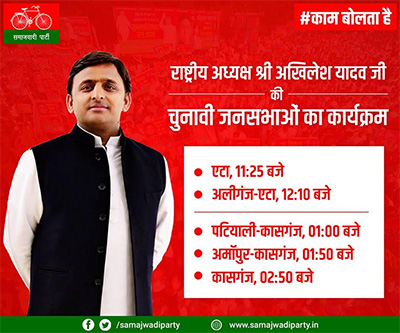 #काम बोलता है
समाजवादी पार्टी
राष्ट्रीय अध्यक्ष श्री अखिलेश यादव जी
की
चुनावी जनसभाओं का कार्यक्रम
• एटा, 11:25 बजे
• अलीगंज-एटा, 12:10 बजे
• पटियाली-कासगंज, 01:00 बजे
• अमॉपुर-कासगंज, 01:50 बजे
• कासगंज, 02:50 बजे
/samajwadiparty
www.samajwadiparty.in